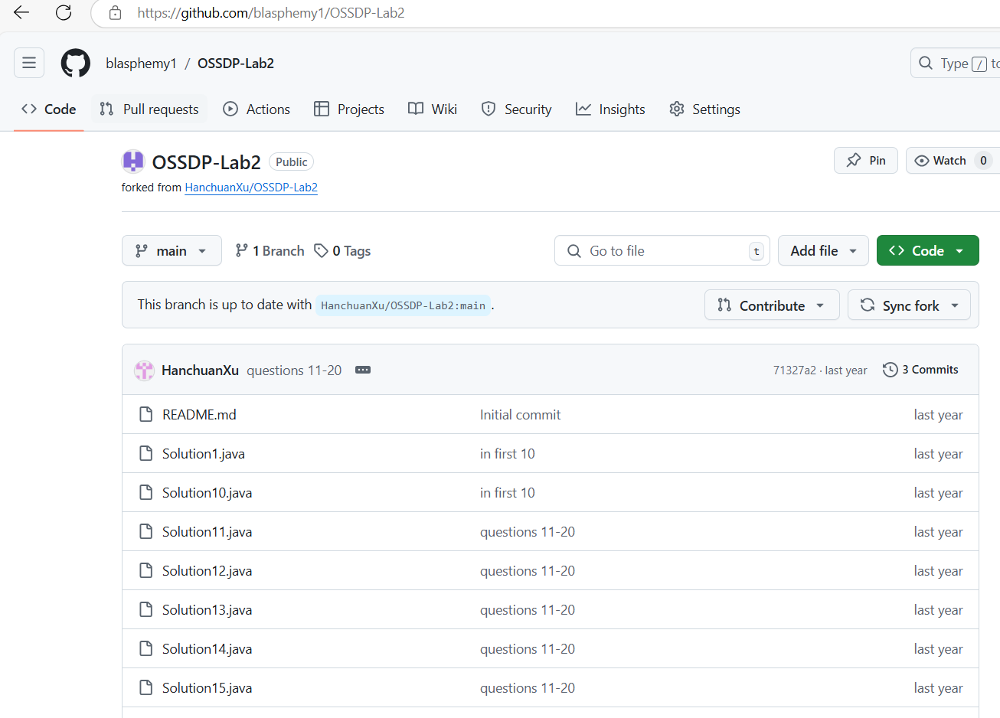 https://github.com/blasphemy1/OSSDP-Lab2
blasphemy1 / OSSDP-Lab2
Type / to
Code Pull requests Actions Projects Wiki Security Insights Settings
OSSDP-Lab2 Public
Pin Watch 0
forked from HanchuanXu/OSSDP-Lab2
main 1 Branch 0 Tags Go to file t Add file Code
This branch is up to date with HanchuanXu/OSSDP-Lab2:main . Contribute Sync fork
HanchuanXu questions 11-20 71327a2 · last year 3 Commits
README.md Initial commit last year
Solution1.java in first 10 last year
Solution10.java in first 10 last year
Solution11.java questions 11-20 last year
Solution12.java questions 11-20 last year
Solution13.java questions 11-20 last year
Solution14.java questions 11-20 last year
Solution15.java questions 11-20 last year